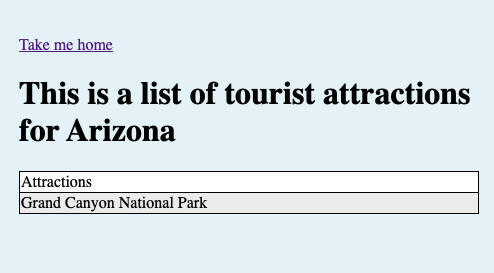 Take me home
This is a list of tourist attractions
for Arizona
Attractions
Grand Canyon National Park